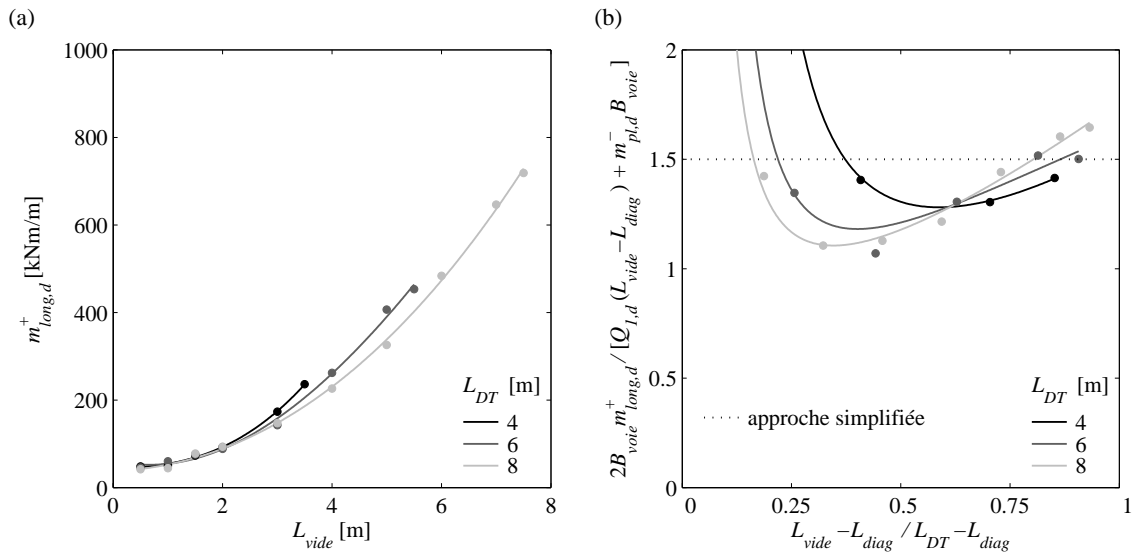 (a)
1000
800
600
400
200
0
m⁺long,d [kNm/m]
0 2 4 6 8
Lvide [m]
LDT [m]
4
6
8
(b)
2
1.5
1
0.5
0
2Bvoie m⁺long,d / [Q1,d (Lvide−Ldiag) + m⁻pl,d Bvoie]
0.25 0.5 0.75 1
Lvide−Ldiag / LDT−Ldiag
approche simplifiée
LDT [m]
4
6
8